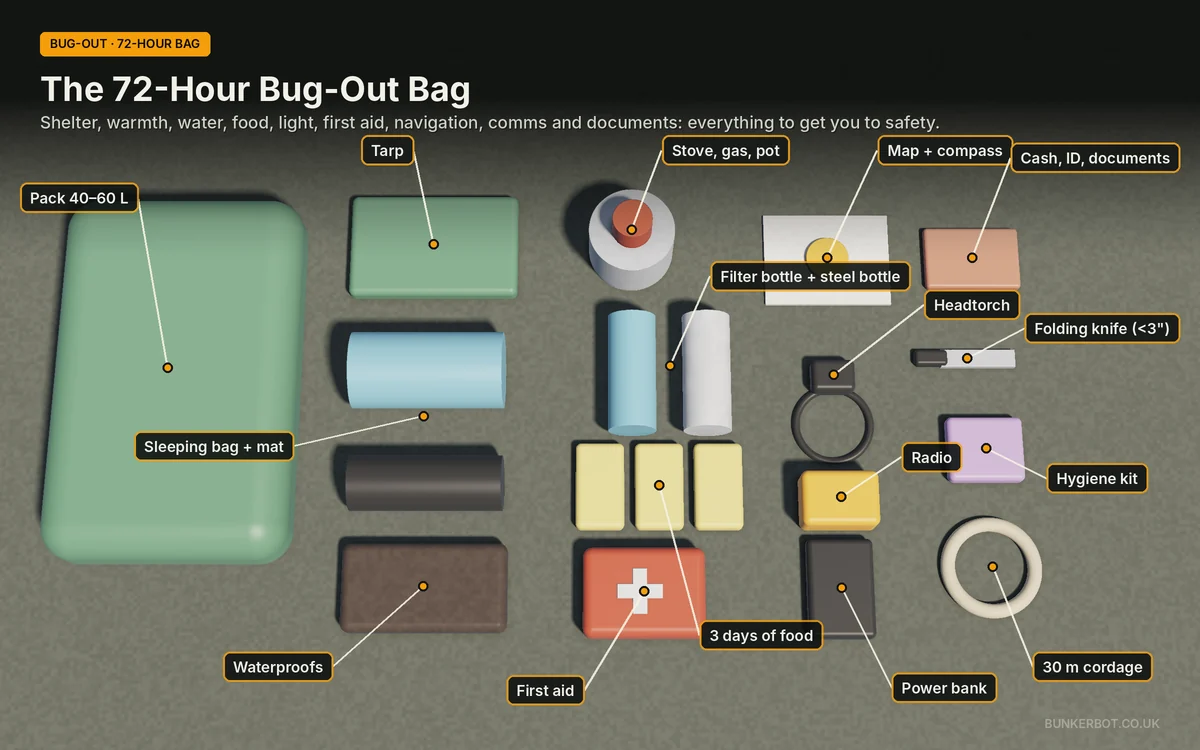 BUG-OUT · 72-HOUR BAG
The 72-Hour Bug-Out Bag
Shelter, warmth, water, food, light, first aid, navigation, comms and documents: everything to get you to safety.
Tarp
Stove, gas, pot
Map + compass
Cash, ID, documents
Pack 40–60 L
Filter bottle + steel bottle
Headtorch
Folding knife (<3")
Sleeping bag + mat
Radio
Hygiene kit
3 days of food
Waterproofs
30 m cordage
First aid
Power bank
BUNKERBOT.CO.UK